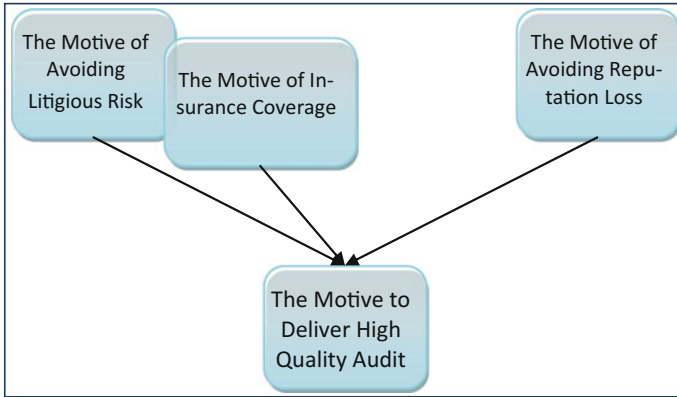 The Motive of
Avoiding
Litigious Risk
The Motive of In-
surance Coverage
The Motive of
Avoiding Repu-
tation Loss
The Motive to
Deliver High
Quality Audit